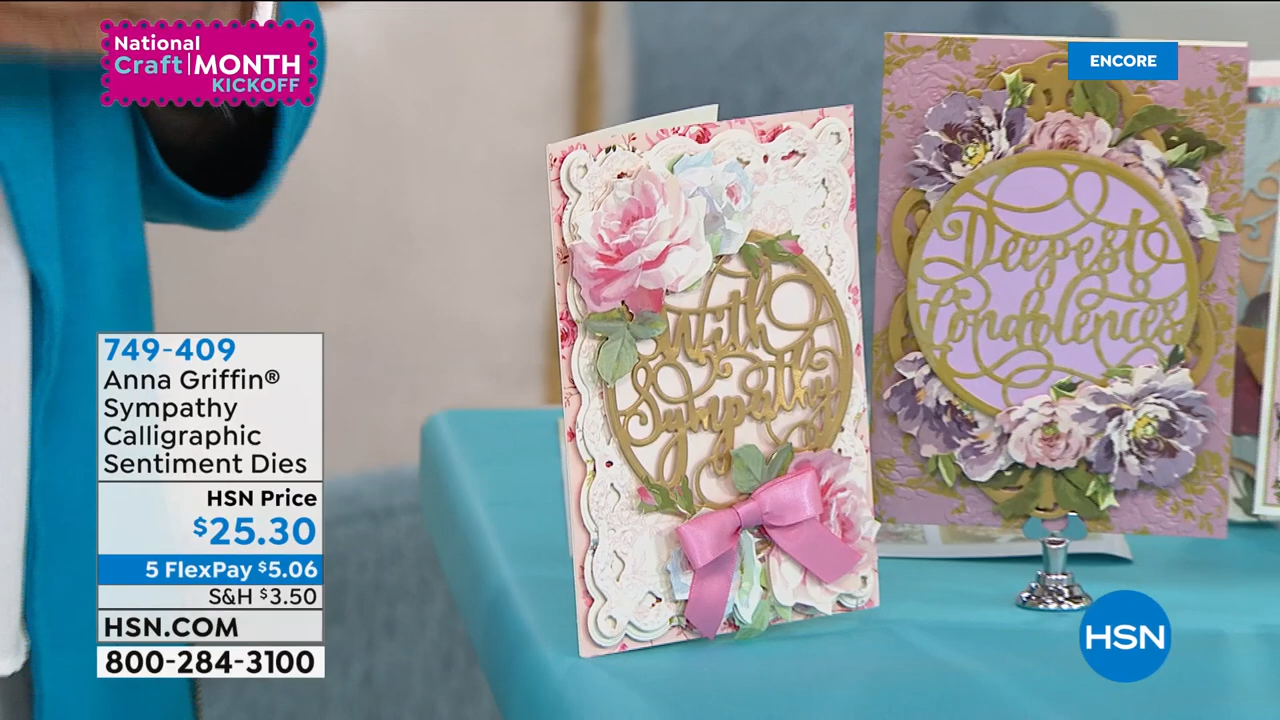 National
Craft | MONTH
KICKOFF
ENCORE
With
Sympathy
Deepest
Condolences
749-409
Anna Griffin®
Sympathy
Calligraphic
Sentiment Dies
HSN Price
$25.30
5 FlexPay $5.06
S&H $3.50
HSN.COM
800-284-3100
HSN